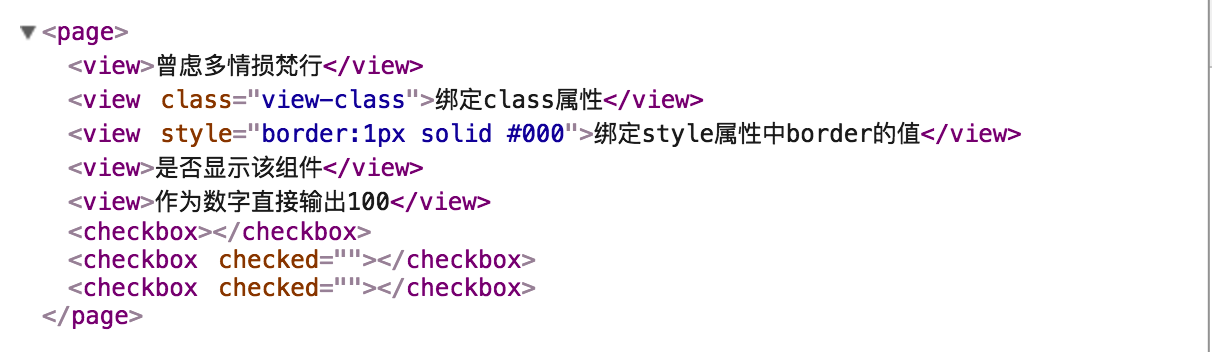 ▼<page>
<view>曾虑多情损梵行</view>
<view class="view-class">绑定class属性</view>
<view style="border:1px solid #000">绑定style属性中border的值</view>
<view>是否显示该组件</view>
<view>作为数字直接输出100</view>
<checkbox></checkbox>
<checkbox checked=""></checkbox>
<checkbox checked=""></checkbox>
</page>